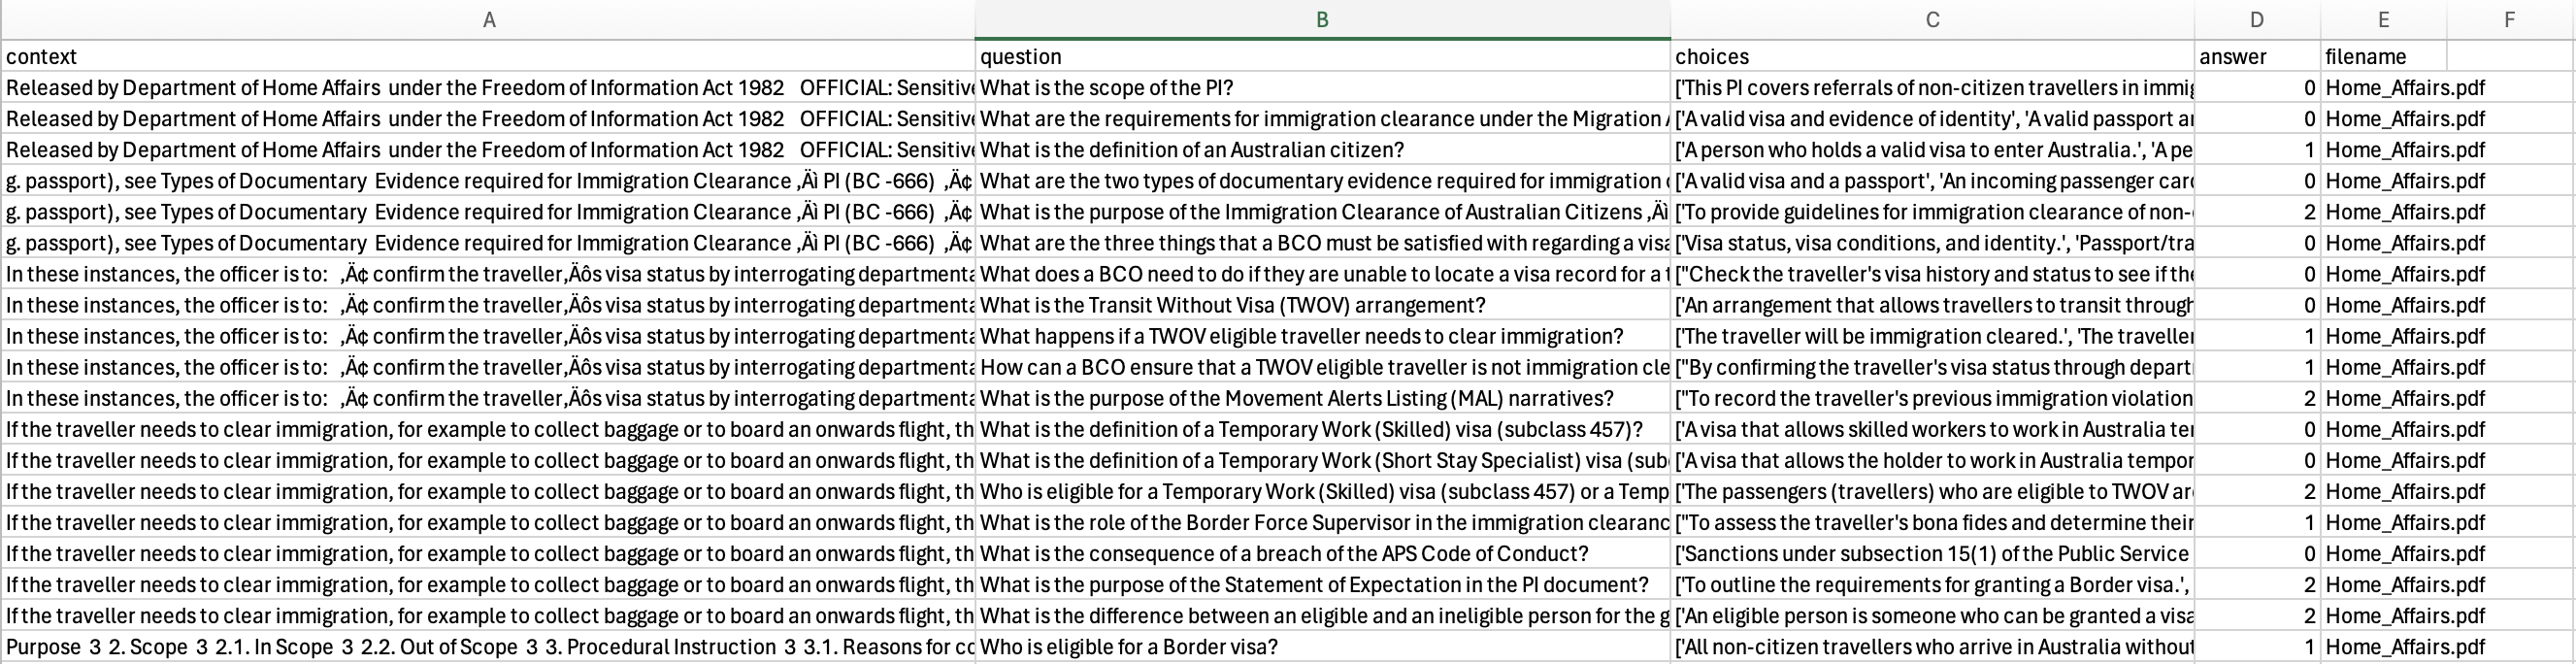 A B C D E F
context question choices answer filename
Released by Department of Home Affairs under the Freedom of Information Act 1982 OFFICIAL: Sensitive What is the scope of the PI? ['This PI covers referrals of non-citizen travellers in immig 0 Home_Affairs.pdf
Released by Department of Home Affairs under the Freedom of Information Act 1982 OFFICIAL: Sensitive What are the requirements for immigration clearance under the Migration A ['A valid visa and evidence of identity', 'A valid passport an 0 Home_Affairs.pdf
Released by Department of Home Affairs under the Freedom of Information Act 1982 OFFICIAL: Sensitive What is the definition of an Australian citizen? ['A person who holds a valid visa to enter Australia.', 'A pe 1 Home_Affairs.pdf
g. passport), see Types of Documentary Evidence required for Immigration Clearance ‚Äì PI (BC -666) ‚Ä¢ What are the two types of documentary evidence required for immigration c ['A valid visa and a passport', 'An incoming passenger card 0 Home_Affairs.pdf
g. passport), see Types of Documentary Evidence required for Immigration Clearance ‚Äì PI (BC -666) ‚Ä¢ What is the purpose of the Immigration Clearance of Australian Citizens ‚Äì ['To provide guidelines for immigration clearance of non- 2 Home_Affairs.pdf
g. passport), see Types of Documentary Evidence required for Immigration Clearance ‚Äì PI (BC -666) ‚Ä¢ What are the three things that a BCO must be satisfied with regarding a visa ['Visa status, visa conditions, and identity.', 'Passport/tra 0 Home_Affairs.pdf
In these instances, the officer is to: ‚Ä¢ confirm the traveller‚Äôs visa status by interrogating departmenta What does a BCO need to do if they are unable to locate a visa record for a t ["Check the traveller's visa history and status to see if the 0 Home_Affairs.pdf
In these instances, the officer is to: ‚Ä¢ confirm the traveller‚Äôs visa status by interrogating departmenta What is the Transit Without Visa (TWOV) arrangement? ['An arrangement that allows travellers to transit through 0 Home_Affairs.pdf
In these instances, the officer is to: ‚Ä¢ confirm the traveller‚Äôs visa status by interrogating departmenta What happens if a TWOV eligible traveller needs to clear immigration? ['The traveller will be immigration cleared.', 'The traveller 1 Home_Affairs.pdf
In these instances, the officer is to: ‚Ä¢ confirm the traveller‚Äôs visa status by interrogating departmenta How can a BCO ensure that a TWOV eligible traveller is not immigration cle ["By confirming the traveller's visa status through depart 1 Home_Affairs.pdf
In these instances, the officer is to: ‚Ä¢ confirm the traveller‚Äôs visa status by interrogating departmenta What is the purpose of the Movement Alerts Listing (MAL) narratives? ["To record the traveller's previous immigration violation 2 Home_Affairs.pdf
If the traveller needs to clear immigration, for example to collect baggage or to board an onwards flight, th What is the definition of a Temporary Work (Skilled) visa (subclass 457)? ['A visa that allows skilled workers to work in Australia te 0 Home_Affairs.pdf
If the traveller needs to clear immigration, for example to collect baggage or to board an onwards flight, th What is the definition of a Temporary Work (Short Stay Specialist) visa (sub ['A visa that allows the holder to work in Australia tempor 0 Home_Affairs.pdf
If the traveller needs to clear immigration, for example to collect baggage or to board an onwards flight, th Who is eligible for a Temporary Work (Skilled) visa (subclass 457) or a Temp ['The passengers (travellers) who are eligible to TWOV ar 2 Home_Affairs.pdf
If the traveller needs to clear immigration, for example to collect baggage or to board an onwards flight, th What is the role of the Border Force Supervisor in the immigration clearanc ["To assess the traveller's bona fides and determine their 1 Home_Affairs.pdf
If the traveller needs to clear immigration, for example to collect baggage or to board an onwards flight, th What is the consequence of a breach of the APS Code of Conduct? ['Sanctions under subsection 15(1) of the Public Service 0 Home_Affairs.pdf
If the traveller needs to clear immigration, for example to collect baggage or to board an onwards flight, th What is the purpose of the Statement of Expectation in the PI document? ['To outline the requirements for granting a Border visa.', 2 Home_Affairs.pdf
If the traveller needs to clear immigration, for example to collect baggage or to board an onwards flight, th What is the difference between an eligible and an ineligible person for the g ['An eligible person is someone who can be granted a visa 2 Home_Affairs.pdf
Purpose 3 2. Scope 3 2.1. In Scope 3 2.2. Out of Scope 3 3. Procedural Instruction 3 3.1. Reasons for co Who is eligible for a Border visa? ['All non-citizen travellers who arrive in Australia without 1 Home_Affairs.pdf